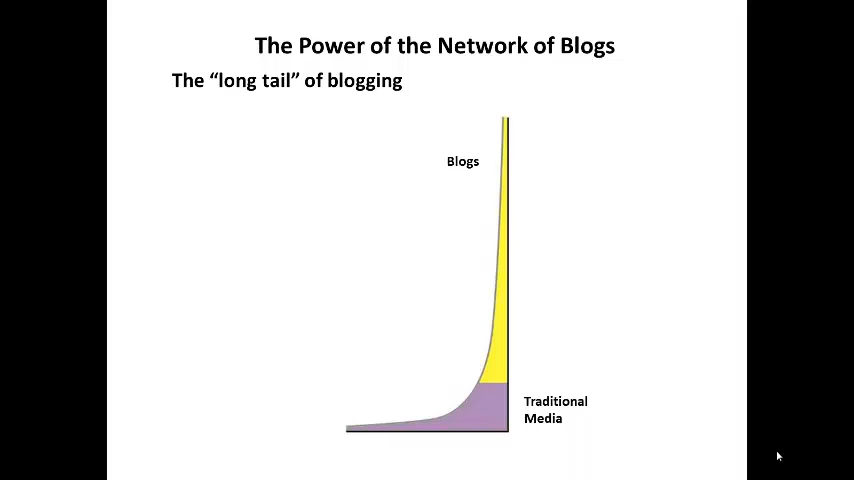 The Power of the Network of Blogs
The “long tail” of blogging
Blogs
Traditional
Media